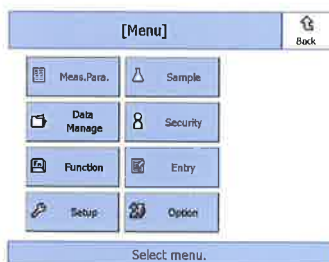 [Menu]
Back
Meas.Para.
Sample
Data
Manage
Security
Function
Entry
Setup
Option
Select menu.